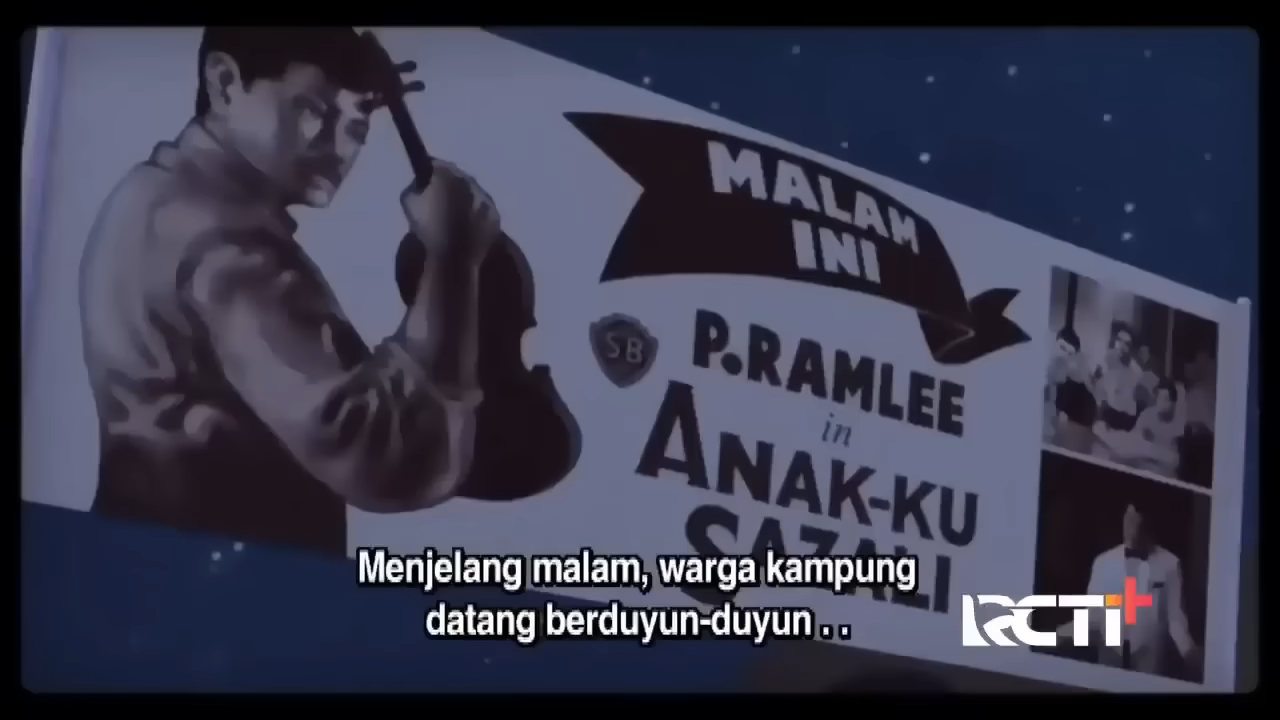 MALAM
INI
SB
P.RAMLEE
in
ANAK-KU
SAZALI
Menjelang malam, warga kampung
datang berduyun-duyun . .
RCTI+